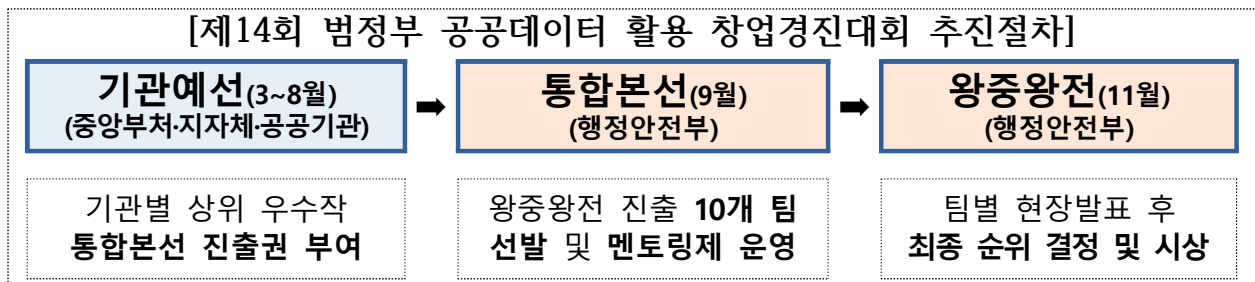 [제14회 범정부 공공데이터 활용 창업경진대회 추진절차]
기관예선(3~8월)
(중앙부처·지자체·공공기관)
➡
통합본선(9월)
(행정안전부)
➡
왕중왕전(11월)
(행정안전부)
기관별 상위 우수작
통합본선 진출권 부여
왕중왕전 진출 10개 팀
선발 및 멘토링제 운영
팀별 현장발표 후
최종 순위 결정 및 시상